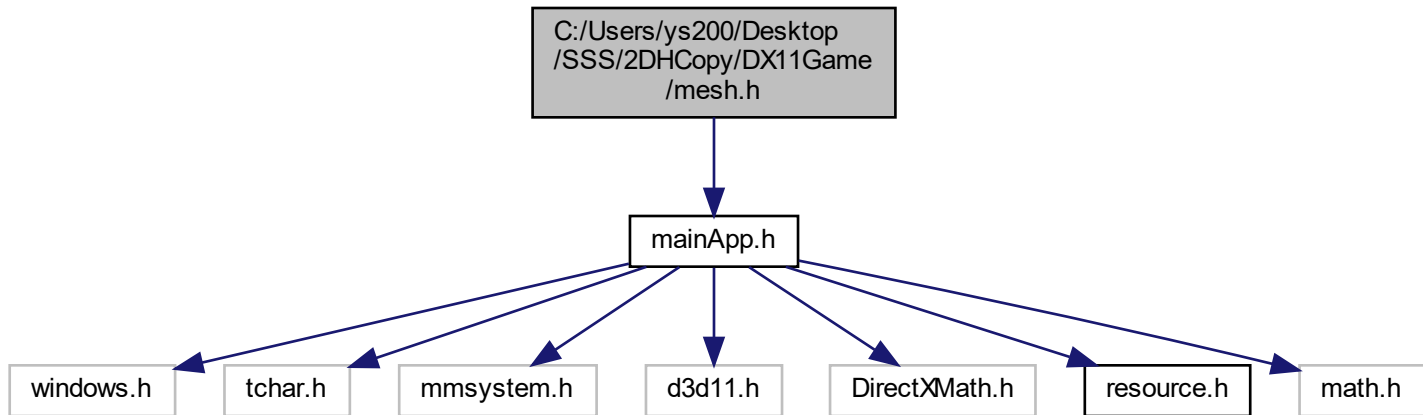 C:/Users/ys200/Desktop
/SSS/2DHCopy/DX11Game
/mesh.h
mainApp.h
windows.h
tchar.h
mmsystem.h
d3d11.h
DirectXMath.h
resource.h
math.h